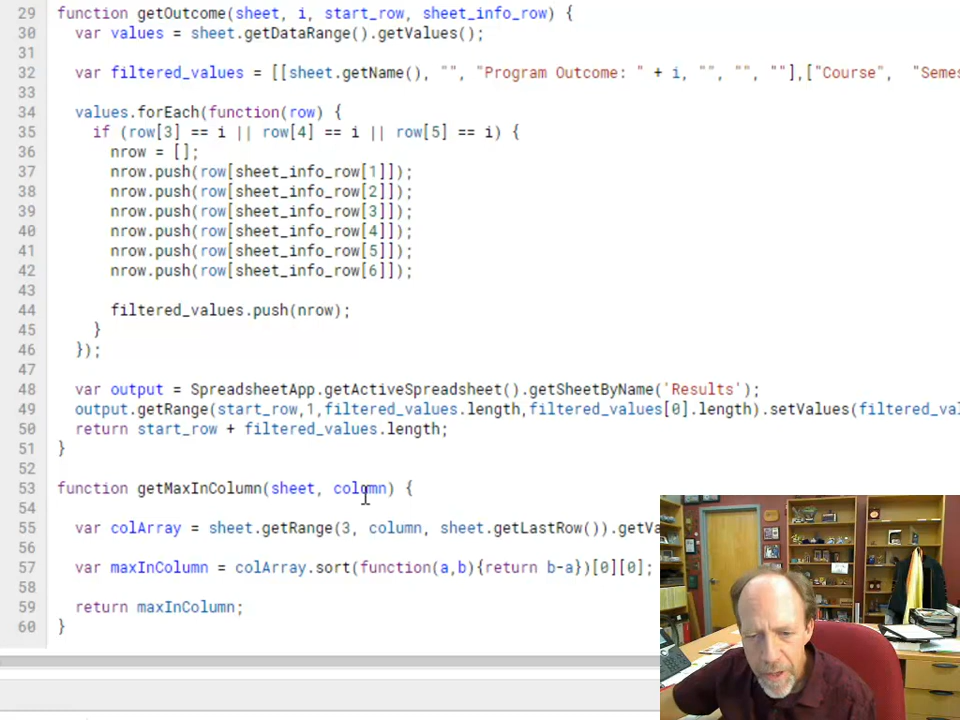 29 function getOutcome(sheet, i, start_row, sheet_info_row) {
30 var values = sheet.getDataRange().getValues();
31
32 var filtered_values = [[sheet.getName(), "", "Program Outcome: " + i, "", "", ""],["Course", "Semes
33
34 values.forEach(function(row) {
35 if (row[3] == i || row[4] == i || row[5] == i) {
36 nrow = [];
37 nrow.push(row[sheet_info_row[1]]);
38 nrow.push(row[sheet_info_row[2]]);
39 nrow.push(row[sheet_info_row[3]]);
40 nrow.push(row[sheet_info_row[4]]);
41 nrow.push(row[sheet_info_row[5]]);
42 nrow.push(row[sheet_info_row[6]]);
43
44 filtered_values.push(nrow);
45 }
46 });
47
48 var output = SpreadsheetApp.getActiveSpreadsheet().getSheetByName('Results');
49 output.getRange(start_row,1,filtered_values.length,filtered_values[0].length).setValues(filtered_va
50 return start_row + filtered_values.length;
51 }
52
53 function getMaxInColumn(sheet, column) {
54
55 var colArray = sheet.getRange(3, column, sheet.getLastRow()).getVa
56
57 var maxInColumn = colArray.sort(function(a,b){return b-a})[0][0];
58
59 return maxInColumn;
60 }